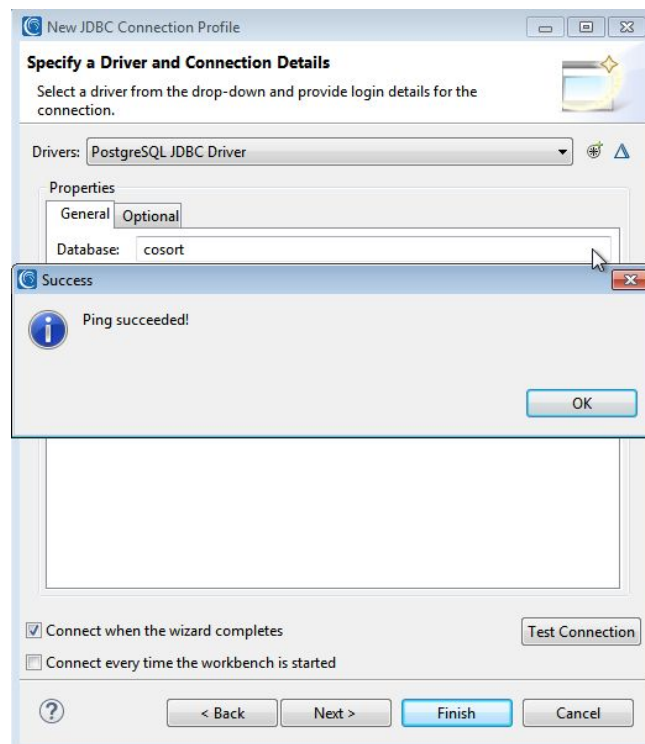 New JDBC Connection Profile
Specify a Driver and Connection Details
Select a driver from the drop-down and provide login details for the
connection.
Drivers: PostgreSQL JDBC Driver
Properties
General Optional
Database: cosort
Success
Ping succeeded!
OK
Connect when the wizard completes
Test Connection
Connect every time the workbench is started
< Back Next > Finish Cancel